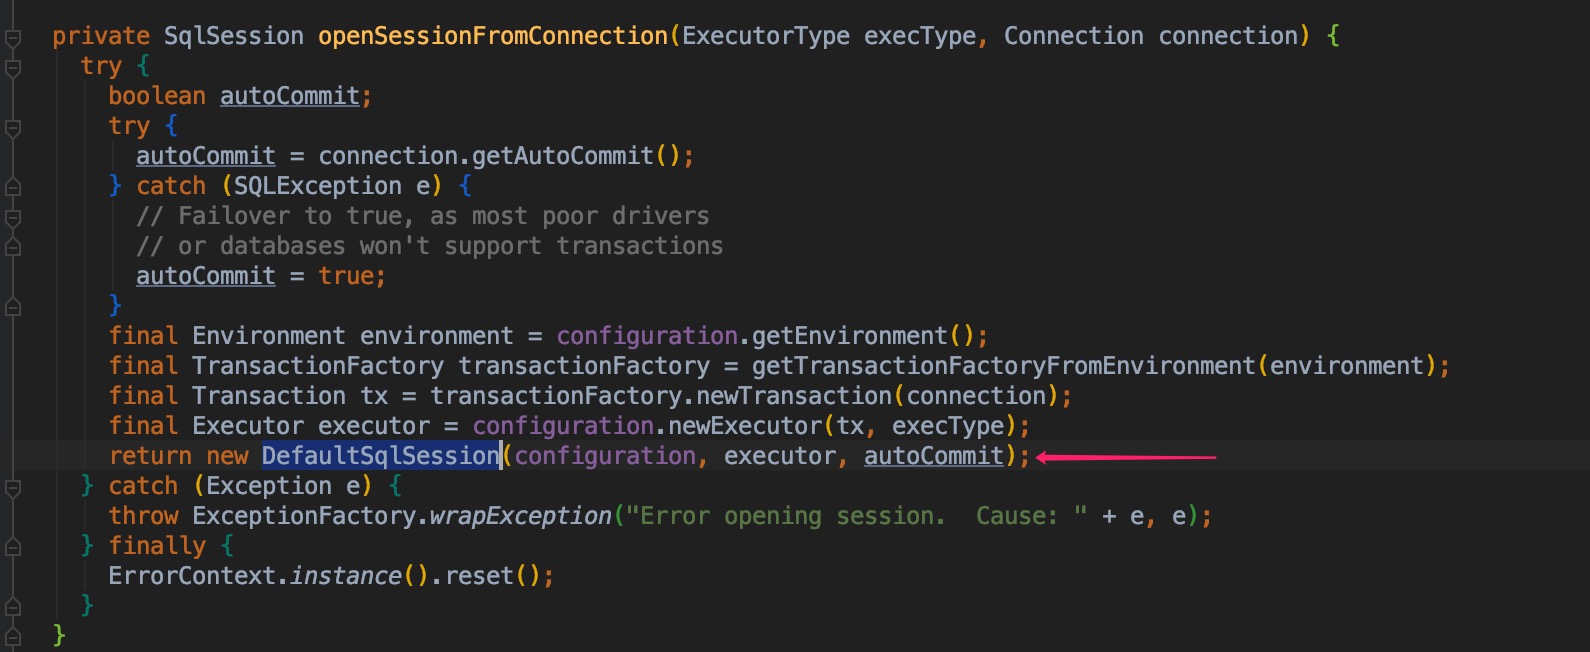 private SqlSession openSessionFromConnection(ExecutorType execType, Connection connection) {
  try {
    boolean autoCommit;
    try {
      autoCommit = connection.getAutoCommit();
    } catch (SQLException e) {
      // Failover to true, as most poor drivers
      // or databases won't support transactions
      autoCommit = true;
    }
    final Environment environment = configuration.getEnvironment();
    final TransactionFactory transactionFactory = getTransactionFactoryFromEnvironment(environment);
    final Transaction tx = transactionFactory.newTransaction(connection);
    final Executor executor = configuration.newExecutor(tx, execType);
    return new DefaultSqlSession(configuration, executor, autoCommit);
  } catch (Exception e) {
    throw ExceptionFactory.wrapException("Error opening session.  Cause: " + e, e);
  } finally {
    ErrorContext.instance().reset();
  }
}